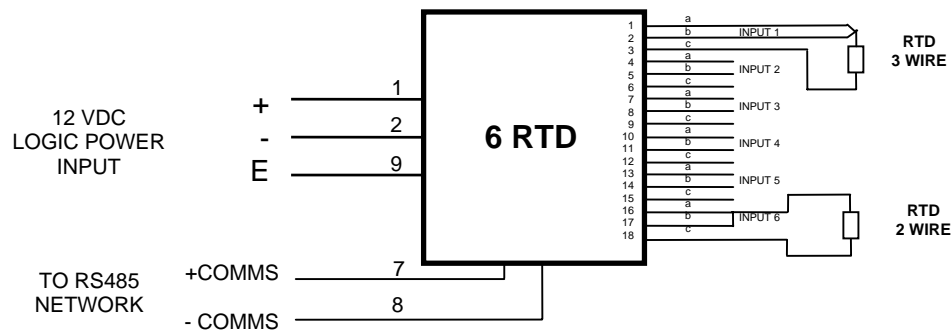 12 VDC
LOGIC POWER
INPUT
+ 1
- 2
E 9
6 RTD
1 a
2 b INPUT 1
3 c
4 a
5 b INPUT 2
6 c
7 a
8 b INPUT 3
9 c
10 a
11 b INPUT 4
12 c
13 a
14 b INPUT 5
15 c
16 a
17 b INPUT 6
18 c
RTD
3 WIRE
RTD
2 WIRE
TO RS485
NETWORK
+COMMS 7
- COMMS 8